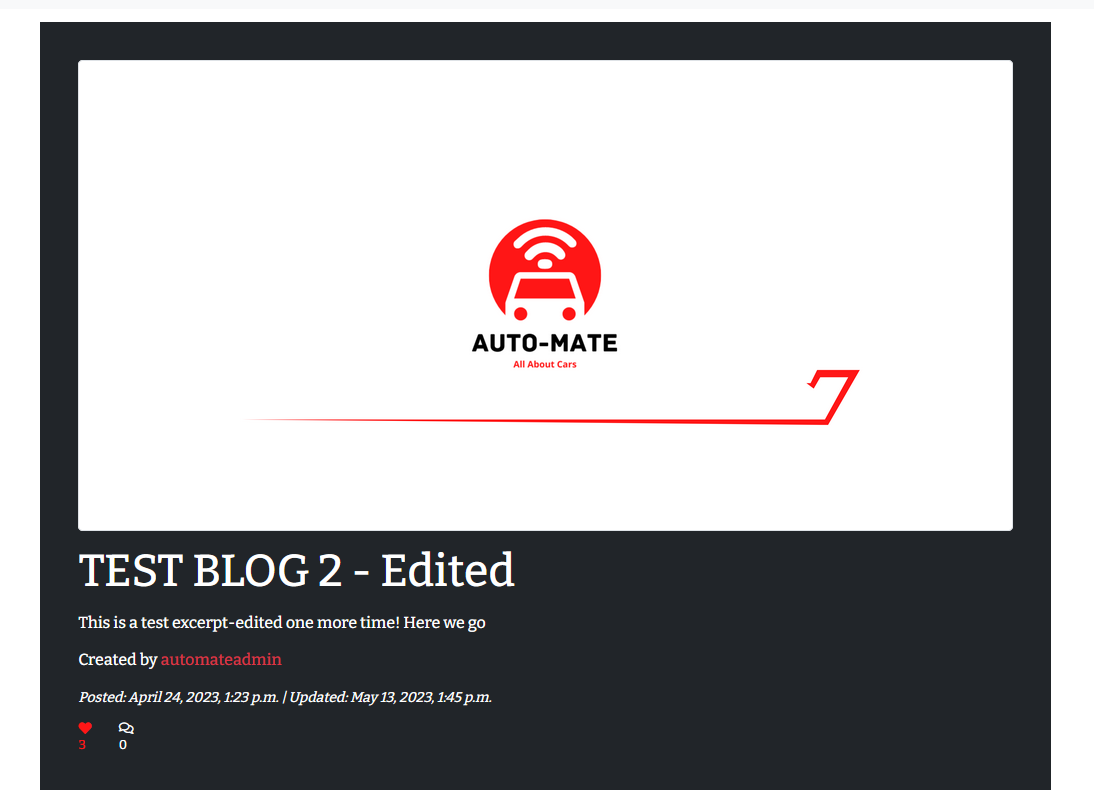 AUTO-MATE
All About Cars
7
TEST BLOG 2 - Edited
This is a test excerpt-edited one more time! Here we go
Created by automateadmin
Posted: April 24, 2023, 1:23 p.m. | Updated: May 13, 2023, 1:45 p.m.
3 0